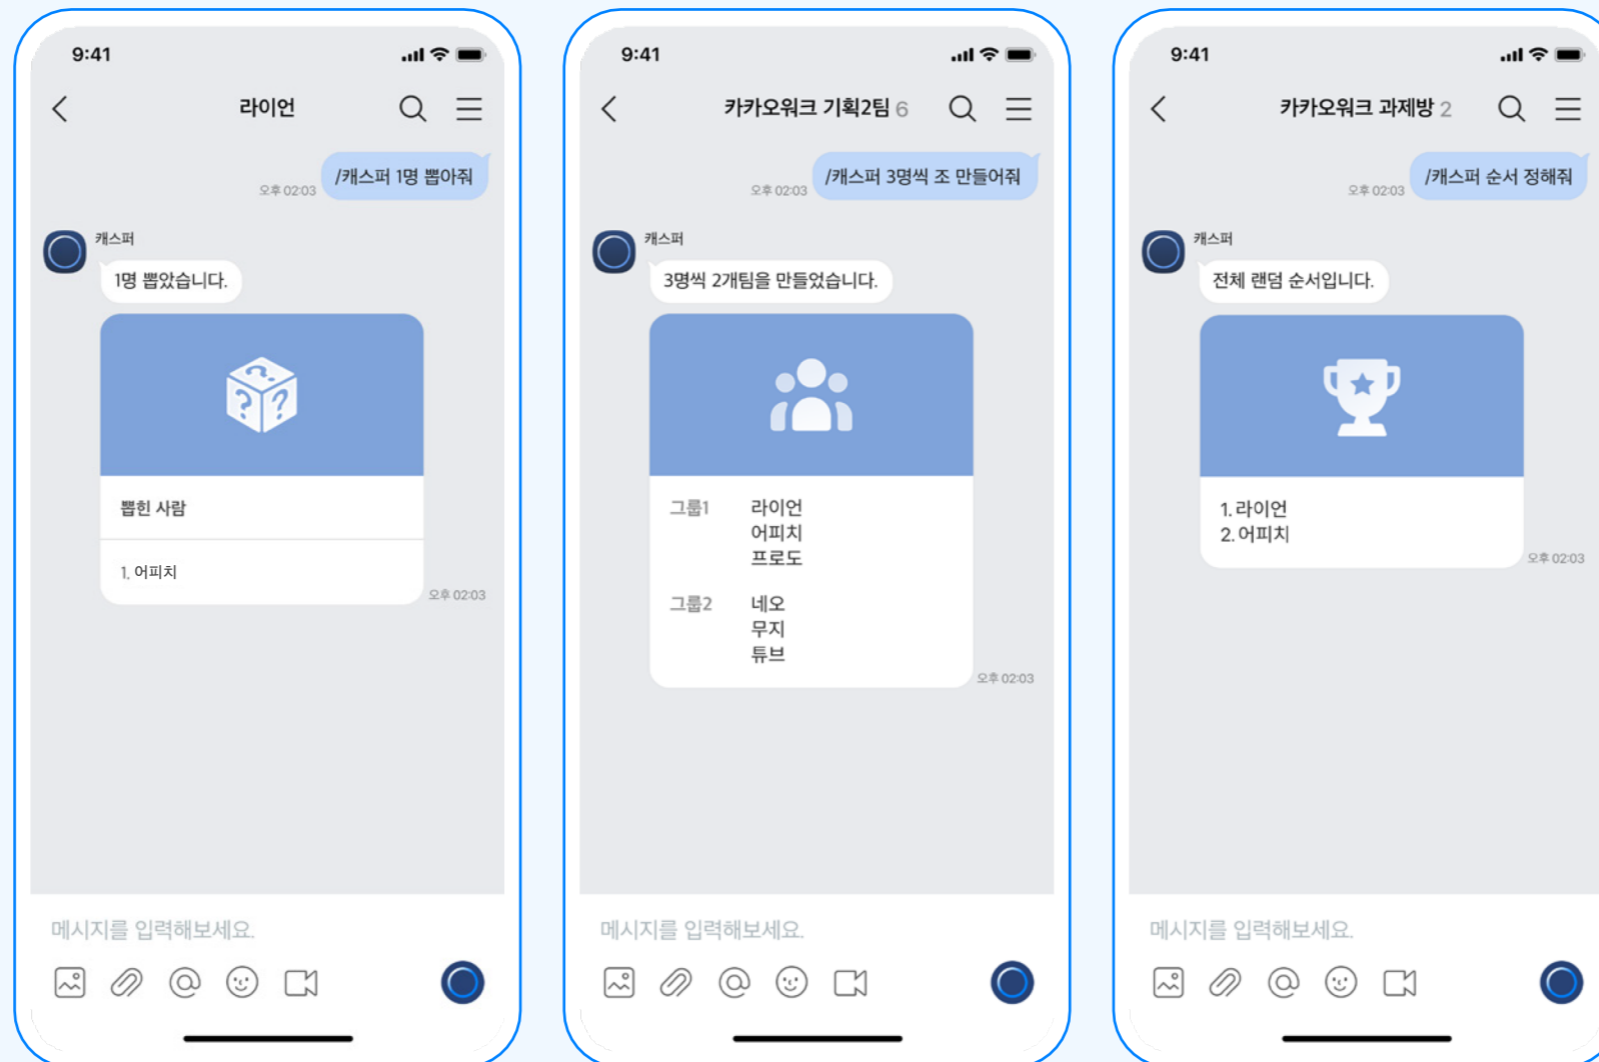 9:41
라이언
/캐스퍼 1명 뽑아줘
오후 02:03
캐스퍼
1명 뽑았습니다.
? ? ?
뽑힌 사람
1. 어피치
오후 02:03
메시지를 입력해보세요.
9:41
카카오워크 기획2팀 6
/캐스퍼 3명씩 조 만들어줘
오후 02:03
캐스퍼
3명씩 2개팀을 만들었습니다.
그룹1 라이언
어피치
프로도
그룹2 네오
무지
튜브
오후 02:03
메시지를 입력해보세요.
9:41
카카오워크 과제방 2
/캐스퍼 순서 정해줘
오후 02:03
캐스퍼
전체 랜덤 순서입니다.
1. 라이언
2. 어피치
오후 02:03
메시지를 입력해보세요.